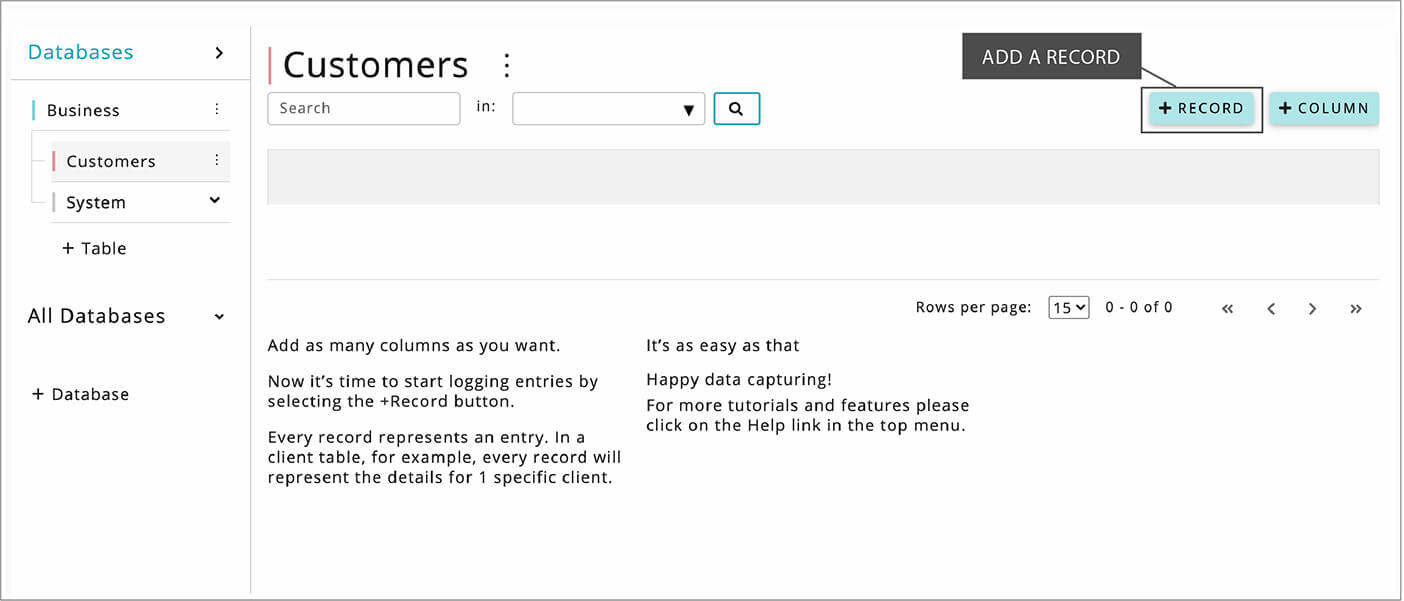 Databases
Business
Customers
System
+ Table
All Databases
+ Database
Customers
ADD A RECORD
Search
in:
+ RECORD
+ COLUMN
Rows per page: 15 0 - 0 of 0
Add as many columns as you want.
Now it's time to start logging entries by
selecting the +Record button.
Every record represents an entry. In a
client table, for example, every record will
represent the details for 1 specific client.
It's as easy as that
Happy data capturing!
For more tutorials and features please
click on the Help link in the top menu.